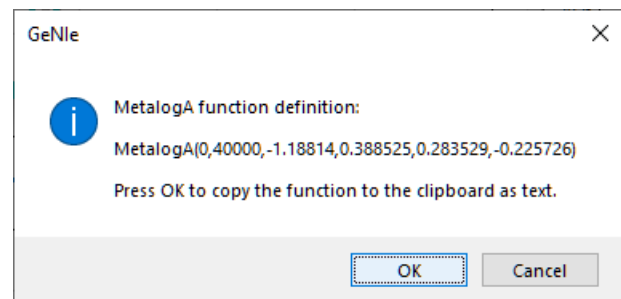 GeNIe
MetalogA function definition:
MetalogA(0,40000,-1.18814,0.388525,0.283529,-0.225726)
Press OK to copy the function to the clipboard as text.
OK
Cancel